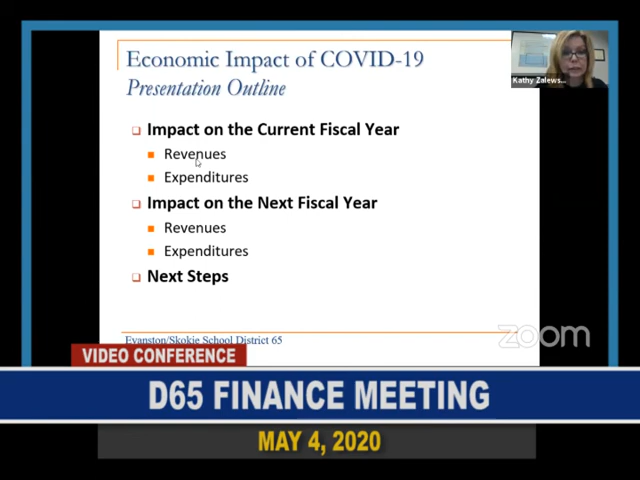 Economic Impact of COVID-19
Presentation Outline
Impact on the Current Fiscal Year
Revenues
Expenditures
Impact on the Next Fiscal Year
Revenues
Expenditures
Next Steps
Evanston/Skokie School District 65
Kathy Zalews...
zoom
VIDEO CONFERENCE
D65 FINANCE MEETING
MAY 4, 2020